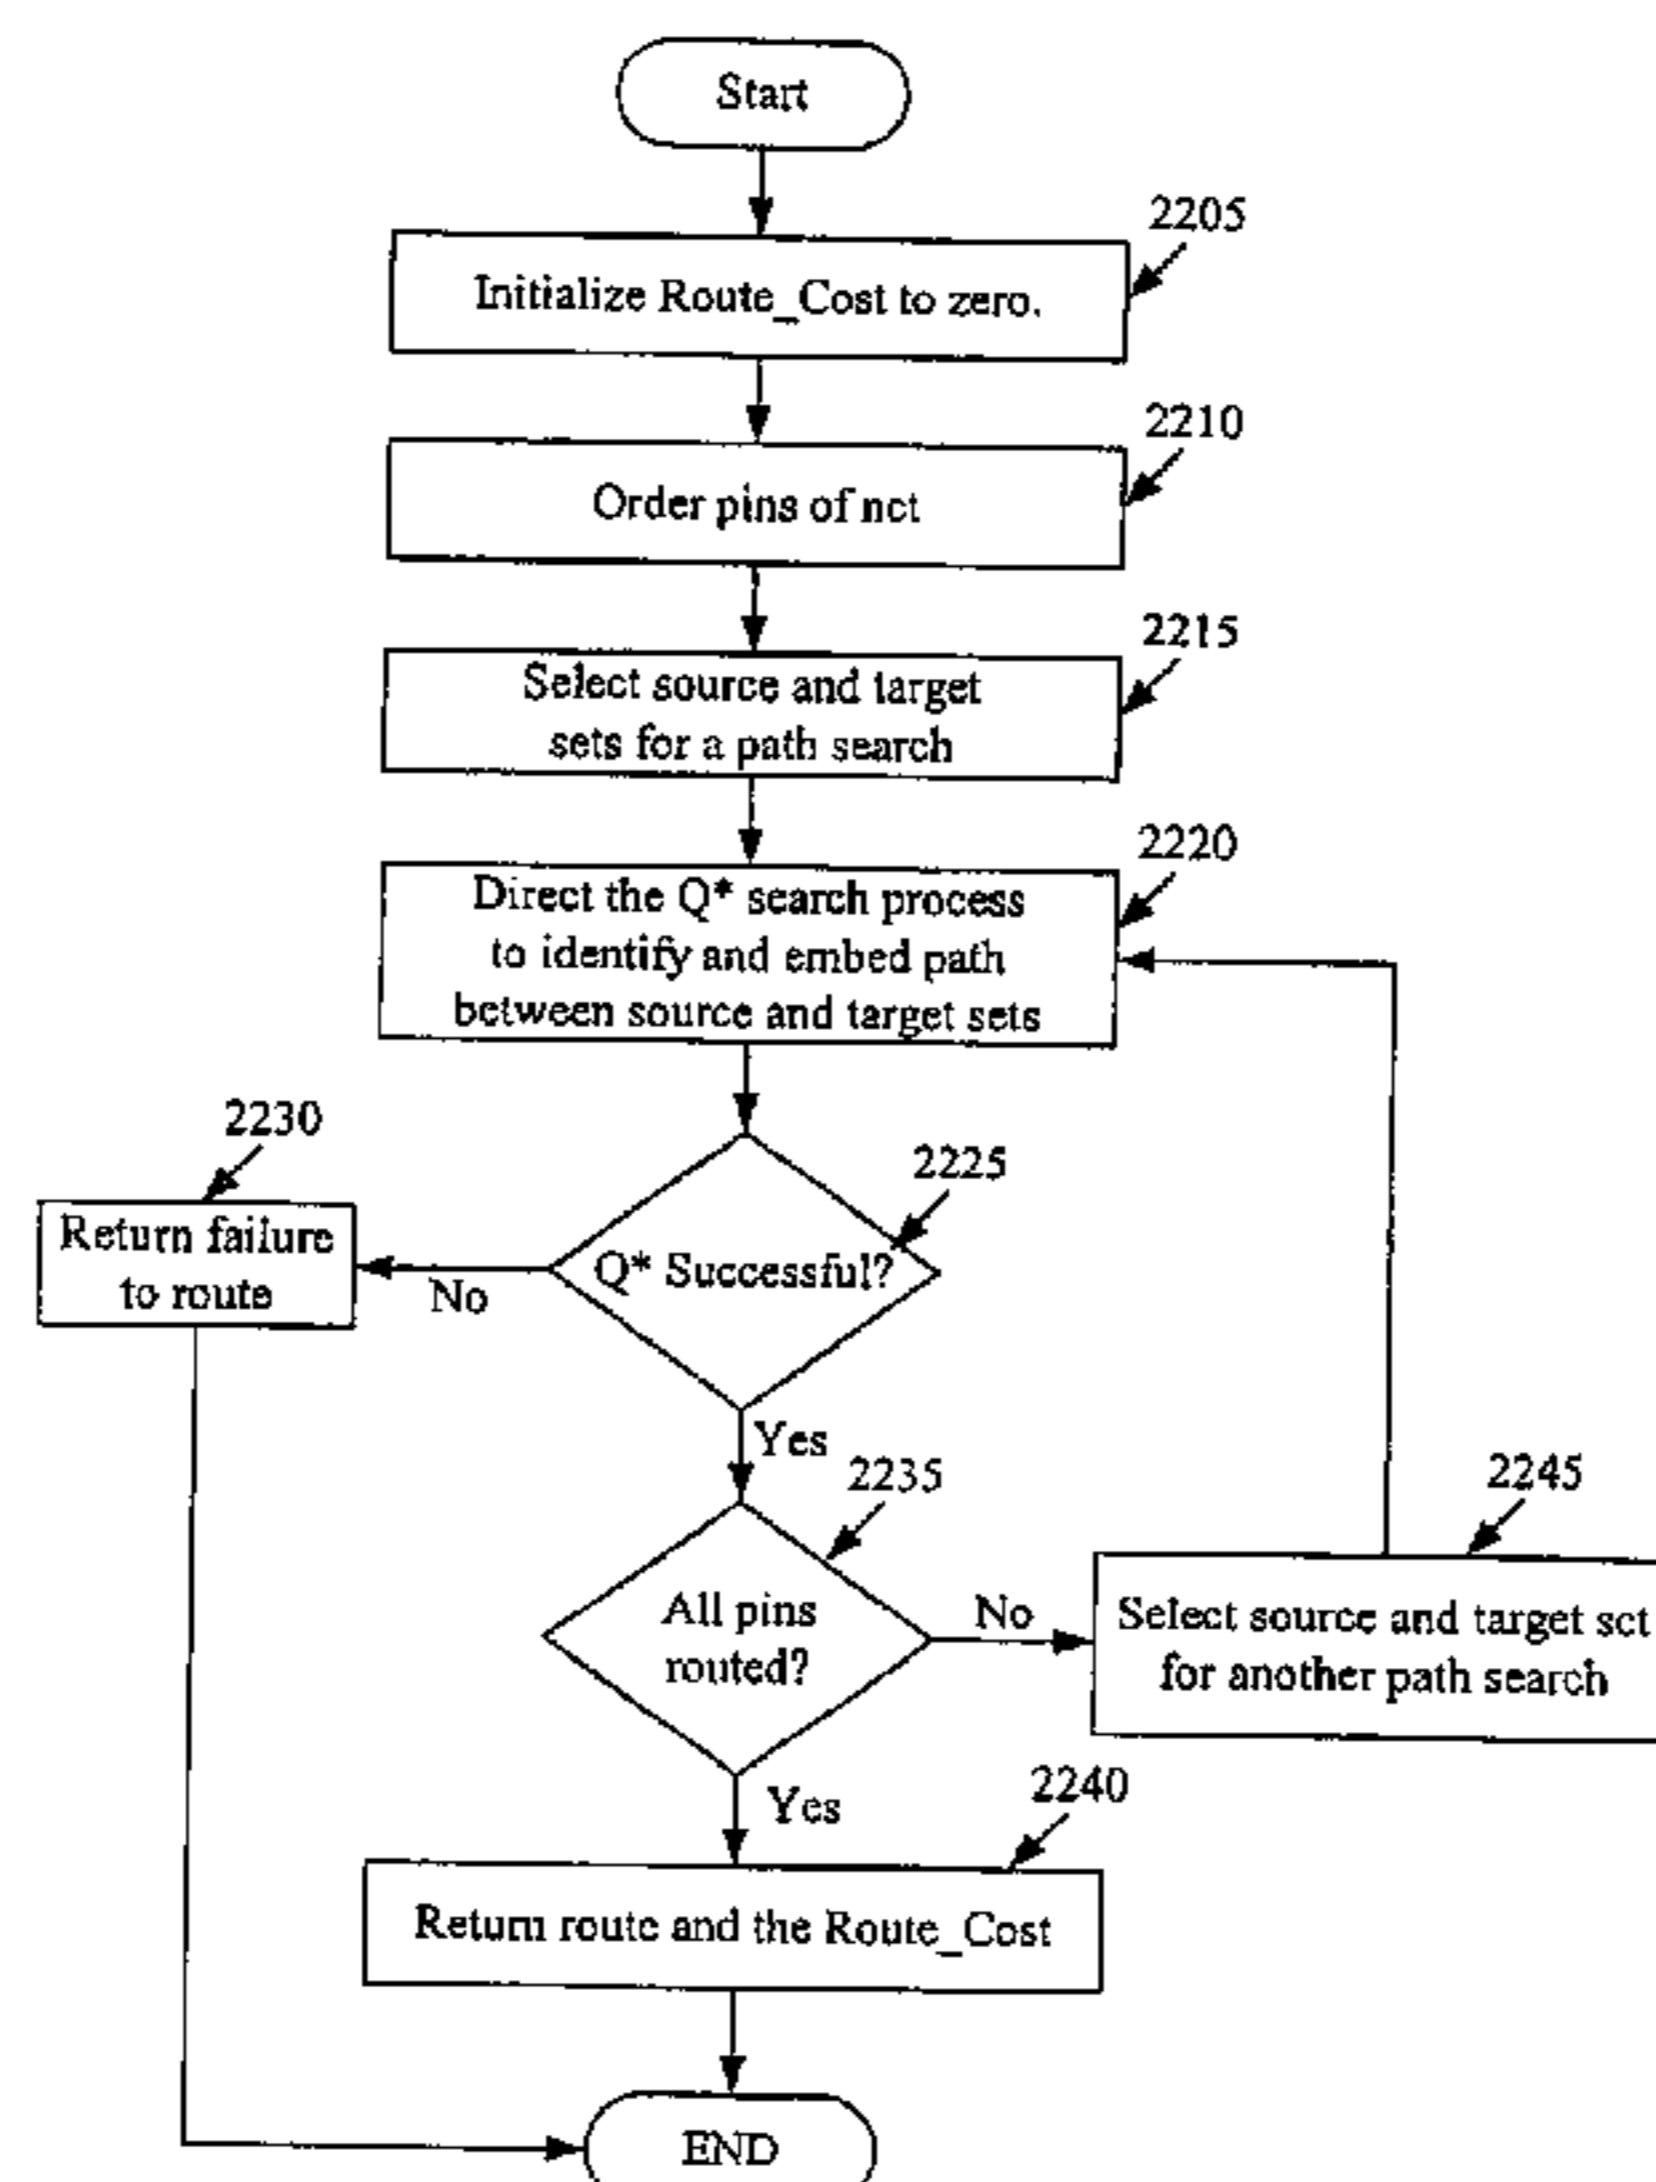 Start
2205
Initialize Route_Cost to zero.
2210
Order pins of net
2215
Select source and target
sets for a path search
2220
Direct the Q* search process
to identify and embed path
between source and target sets
2230
2225
Return failure
to route
No
Q* Successful?
Yes
2235
2245
All pins
routed?
No
Select source and target set
for another path search
Yes
2240
Return route and the Route_Cost
END